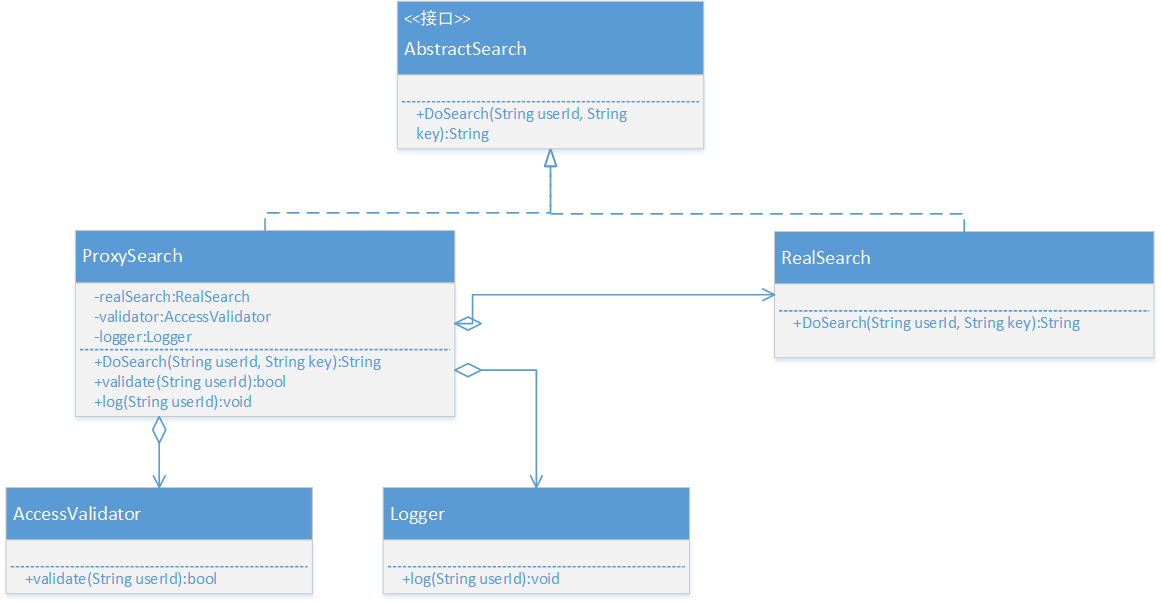 <<接口>>
AbstractSearch
+DoSearch(String userId, String
key):String
ProxySearch
-realSearch:RealSearch
-validator:AccessValidator
-logger:Logger
+DoSearch(String userId, String key):String
+validate(String userId):bool
+log(String userId):void
RealSearch
+DoSearch(String userId, String key):String
AccessValidator
+validate(String userId):bool
Logger
+log(String userId):void